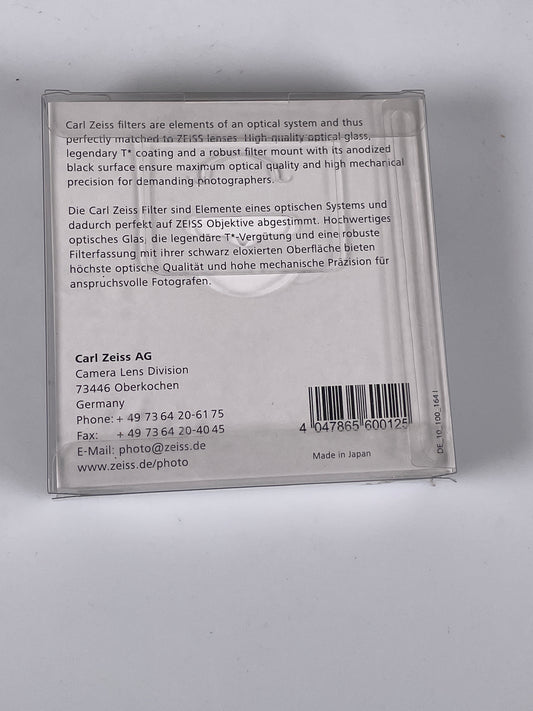 Carl Zeiss filters are elements of an optical system and thus
perfectly matched to ZEISS lenses. High quality optical glass,
legendary T* coating and a robust filter mount with its anodized
black surface ensure maximum optical quality and high mechanical
precision for demanding photographers.
Die Carl Zeiss Filter sind Elemente eines optischen Systems und
dadurch perfekt auf ZEISS Objektive abgestimmt. Hochwertiges
optisches Glas, die legendäre T*-Vergütung und eine robuste
Filterfassung mit ihrer schwarz eloxierten Oberfläche bieten
höchste optische Qualität und hohe mechanische Präzision für
anspruchsvolle Fotografen.
Carl Zeiss AG
Camera Lens Division
73446 Oberkochen
Germany
Phone: + 49 73 64 20-61 75
Fax: + 49 73 64 20-40 45
E-Mail: photo@zeiss.de
www.zeiss.de/photo
4 047865 600125
Made in Japan
DE_10_100_164 I